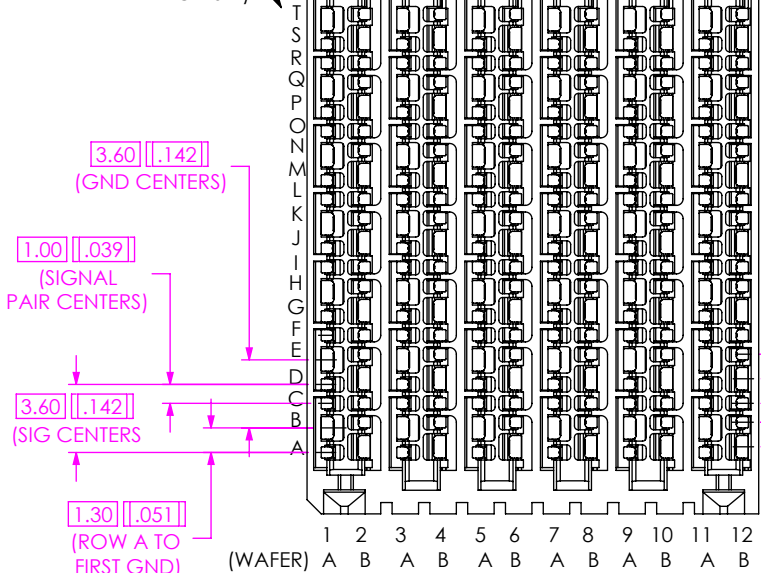 T
S
R
Q
P
O
N
M
L
K
J
I
H
G
F
E
D
C
B
A
3.60 [.142]
(GND CENTERS)
1.00 [.039]
(SIGNAL
PAIR CENTERS)
3.60 [.142]
(SIG CENTERS
1.30 [.051]
(ROW A TO
FIRST GND)
1 2 3 4 5 6 7 8 9 10 11 12
(WAFER) A B A B A B A B A B A B